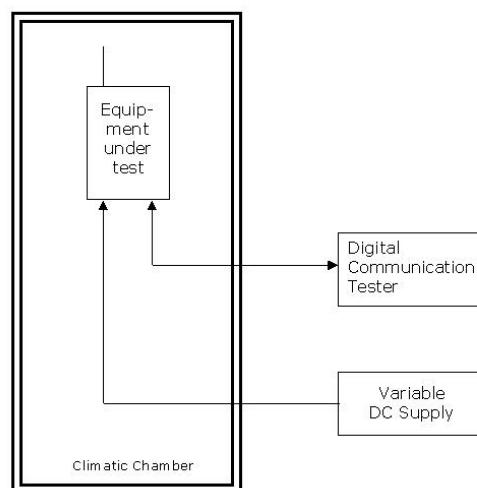 Equip-
ment
under
test
Digital
Communication
Tester
Variable
DC Supply
Climatic Chamber